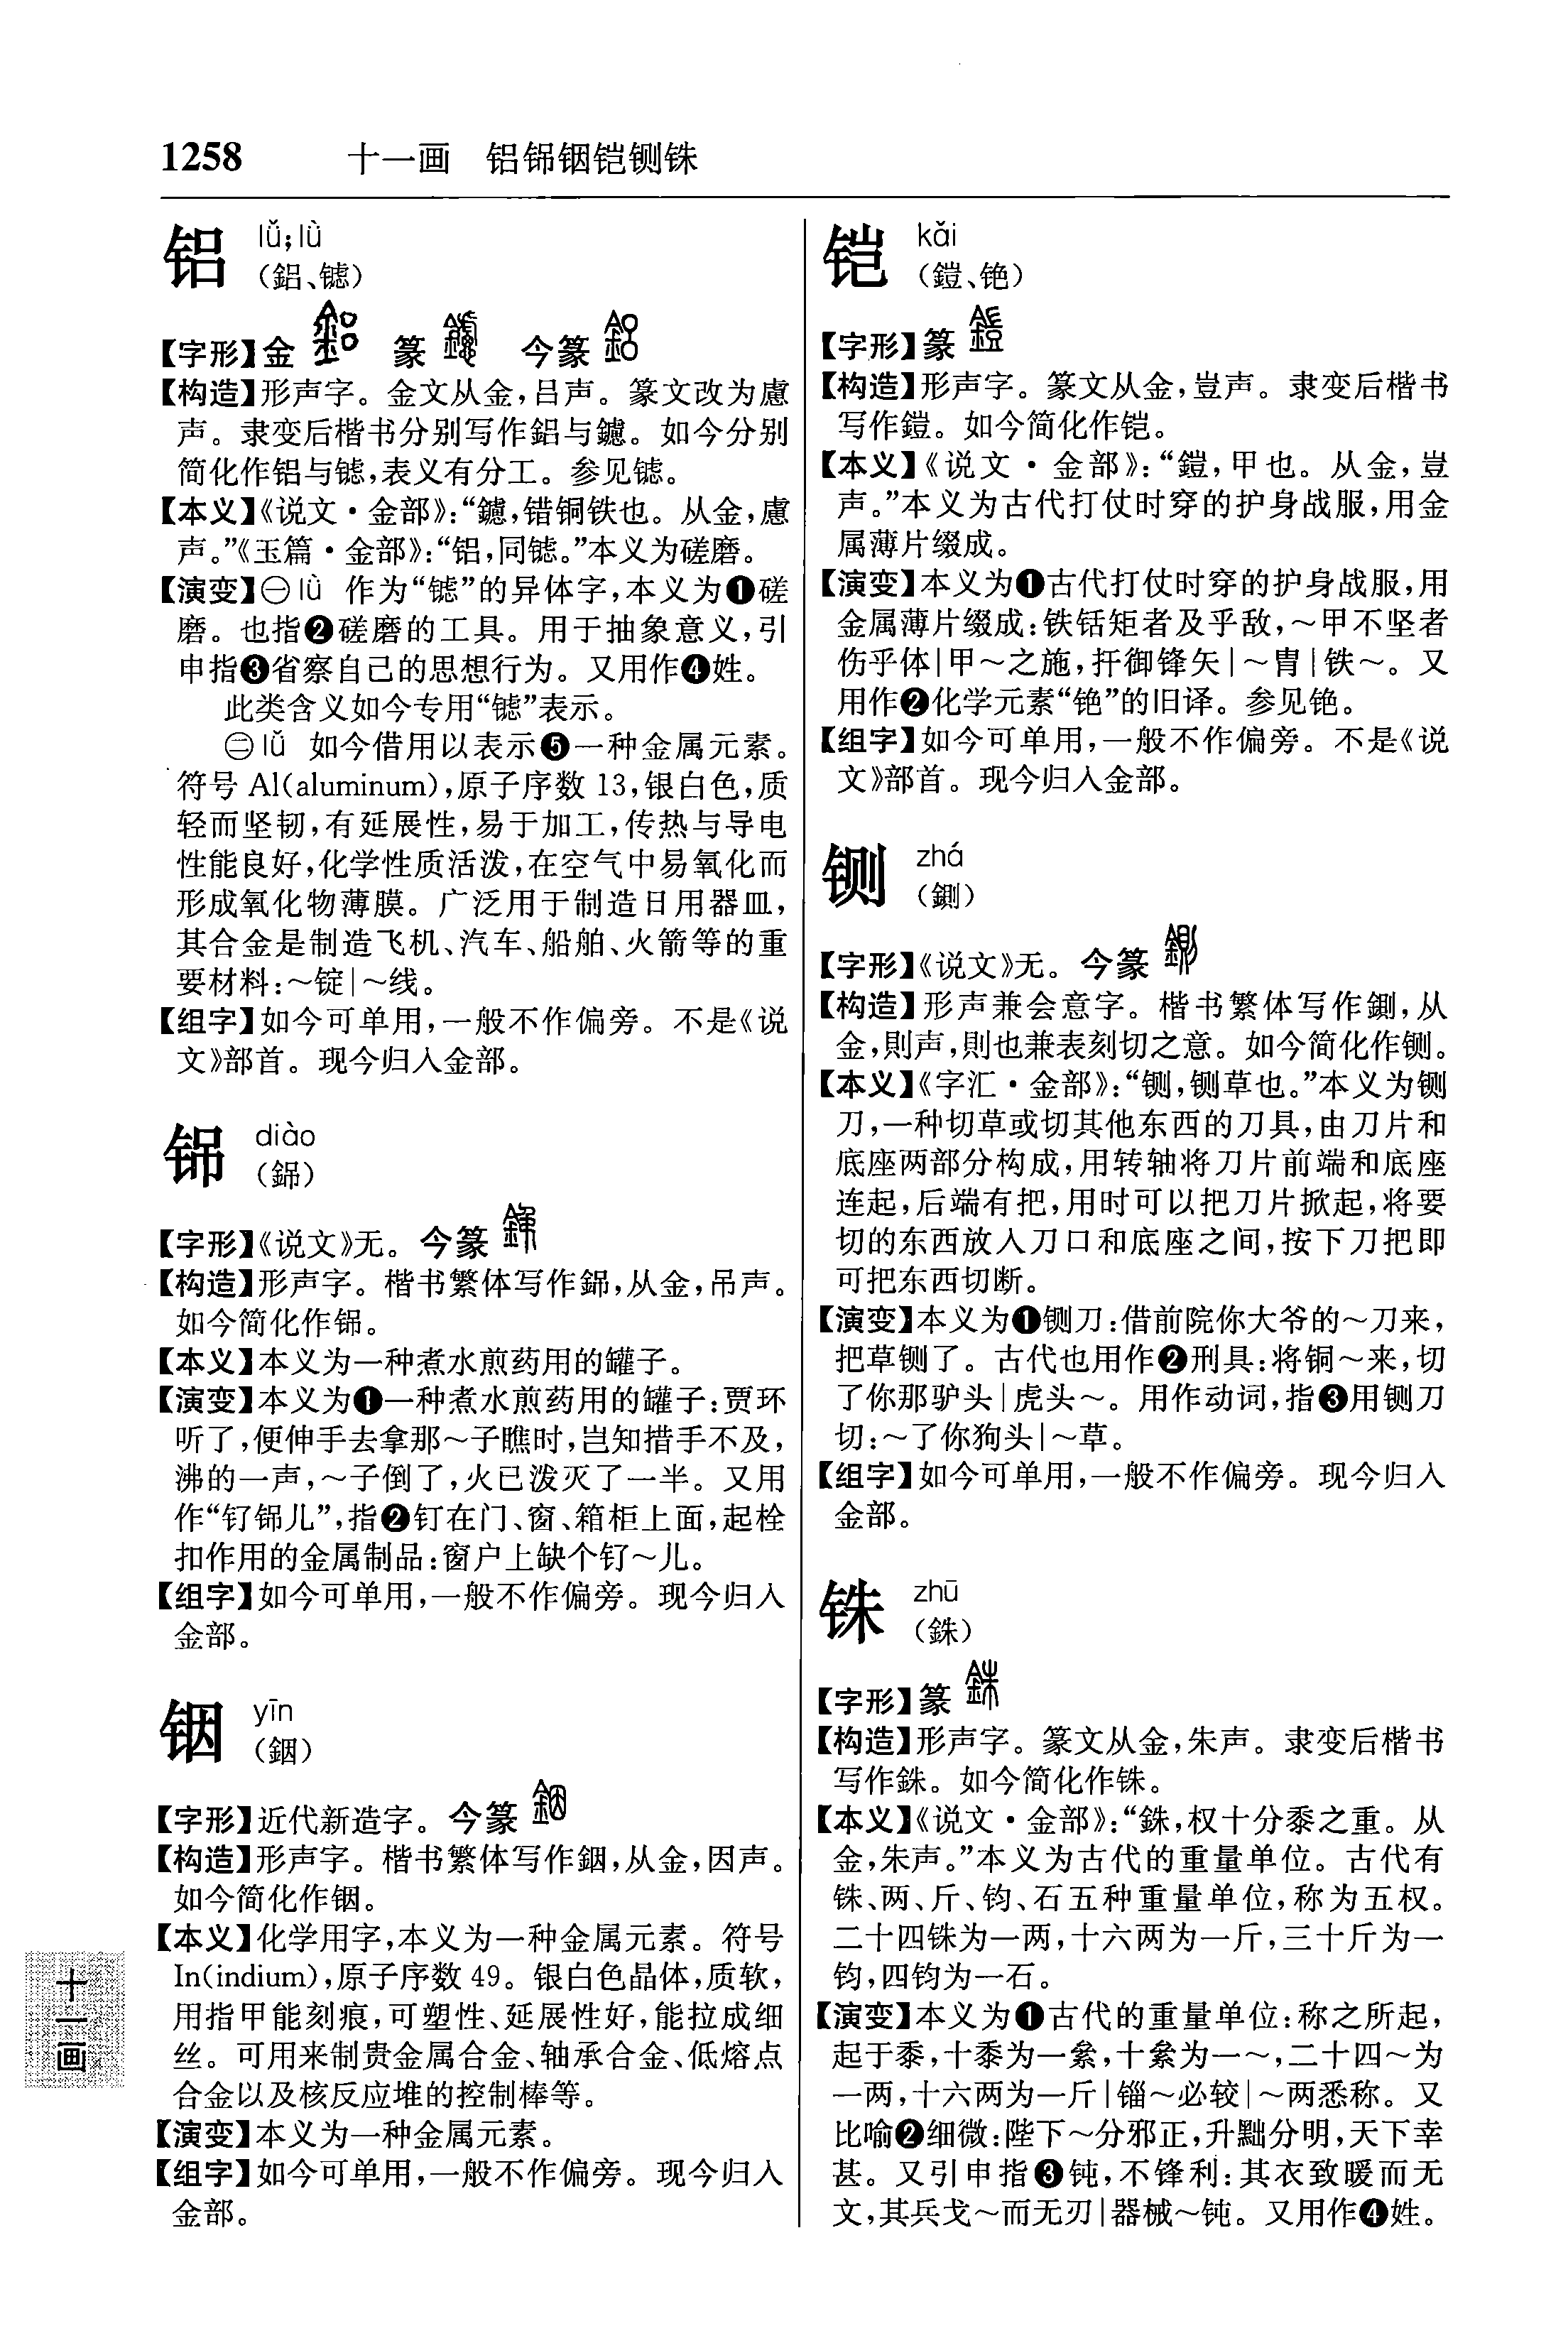 1258 十一画 铝铞铟铠铡铢
铝 lǚ;lǜ
(鋁、铝)
【字形】金 篆 今篆
【构造】形声字。金文从金,吕声。篆文改为慮
声。隶变后楷书分别写作鋁与鑢。如今分别
简化作铝与𬬩,表义有分工。参见𬬩。
【本义】《说文·金部》:“鑢,错铜铁也。从金,慮
声。”《玉篇·金部》:“铝,同𬬩。”本义为磋磨。
【演变】㊀lǜ 作为“𬬩”的异体字,本义为❶磋
磨。也指❷磋磨的工具。用于抽象意义,引
申指❸省察自己的思想行为。又用作❹姓。
此类含义如今专用“𬬩”表示。
㊁lǚ 如今借用以表示❺一种金属元素。
符号 Al(aluminum),原子序数 13,银白色,质
轻而坚韧,有延展性,易于加工,传热与导电
性能良好,化学性质活泼,在空气中易氧化而
形成氧化物薄膜。广泛用于制造日用器皿,
其合金是制造飞机、汽车、船舶、火箭等的重
要材料:~锭|~线。
【组字】如今可单用,一般不作偏旁。不是《说
文》部首。现今归入金部。
铞 diào
(銱)
【字形】《说文》无。今篆
【构造】形声字。楷书繁体写作銱,从金,吊声。
如今简化作铞。
【本义】本义为一种煮水煎药用的罐子。
【演变】本义为❶一种煮水煎药用的罐子:贾环
听了,便伸手去拿那~子瞧时,岂知措手不及,
沸的一声,~子倒了,火已泼灭了一半。又用
作“钌铞儿”,指❷钉在门、窗、箱柜上面,起栓
扣作用的金属制品:窗户上缺个钌~儿。
【组字】如今可单用,一般不作偏旁。现今归入
金部。
铟 yīn
(銦)
【字形】近代新造字。今篆
【构造】形声字。楷书繁体写作銦,从金,因声。
如今简化作铟。
【本义】化学用字,本义为一种金属元素。符号
In(indium),原子序数 49。银白色晶体,质软,
用指甲能刻痕,可塑性、延展性好,能拉成细
丝。可用来制贵金属合金、轴承合金、低熔点
合金以及核反应堆的控制棒等。
【演变】本义为一种金属元素。
【组字】如今可单用,一般不作偏旁。现今归入
金部。
铠 kǎi
(鎧、铯)
【字形】篆
【构造】形声字。篆文从金,豈声。隶变后楷书
写作鎧。如今简化作铠。
【本义】《说文·金部》:“鎧,甲也。从金,豈
声。”本义为古代打仗时穿的护身战服,用金
属薄片缀成。
【演变】本义为❶古代打仗时穿的护身战服,用
金属薄片缀成:铁铦矩者及乎敌,~甲不坚者
伤乎体|甲~之施,扞御锋矢|~胄|铁~。又
用作❷化学元素“铯”的旧译。参见铯。
【组字】如今可单用,一般不作偏旁。不是《说
文》部首。现今归入金部。
铡 zhá
(鍘)
【字形】《说文》无。今篆
【构造】形声兼会意字。楷书繁体写作鍘,从
金,則声,則也兼表刻切之意。如今简化作铡。
【本义】《字汇·金部》:“铡,铡草也。”本义为铡
刀,一种切草或切其他东西的刀具,由刀片和
底座两部分构成,用转轴将刀片前端和底座
连起,后端有把,用时可以把刀片掀起,将要
切的东西放入刀口和底座之间,按下刀把即
可把东西切断。
【演变】本义为❶铡刀:借前院你大爷的~刀来,
把草铡了。古代也用作❷刑具:将铜~来,切
了你那驴头|虎头~。用作动词,指❸用铡刀
切:~了你狗头|~草。
【组字】如今可单用,一般不作偏旁。现今归入
金部。
铢 zhū
(銖)
【字形】篆
【构造】形声字。篆文从金,朱声。隶变后楷书
写作銖。如今简化作铢。
【本义】《说文·金部》:“銖,权十分黍之重。从
金,朱声。”本义为古代的重量单位。古代有
铢、两、斤、钧、石五种重量单位,称为五权。
二十四铢为一两,十六两为一斤,三十斤为一
钧,四钧为一石。
【演变】本义为❶古代的重量单位:称之所起,
起于黍,十黍为一絫,十絫为一~,二十四~为
一两,十六两为一斤|锱~必较|~两悉称。又
比喻❷细微:陛下~分邪正,升黜分明,天下幸
甚。又引申指❸钝,不锋利:其衣致暖而无
文,其兵戈~而无刃|器械~钝。又用作❹姓。
十一画